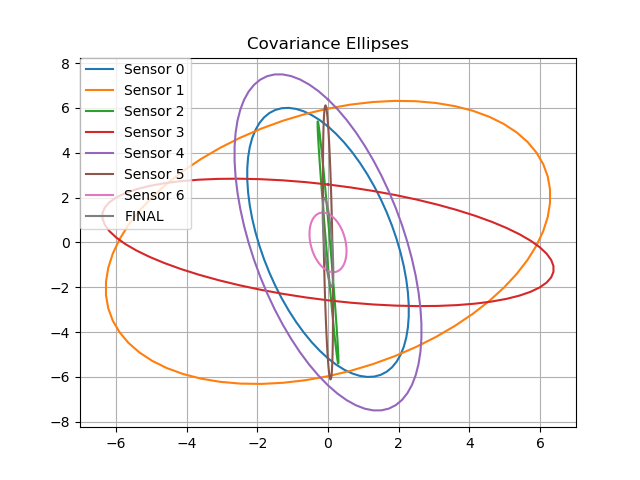 Covariance Ellipses
8
6
4
2
0
−2
−4
−6
−8
Sensor 0
Sensor 1
Sensor 2
Sensor 3
Sensor 4
Sensor 5
Sensor 6
FINAL
−6 −4 −2 0 2 4 6